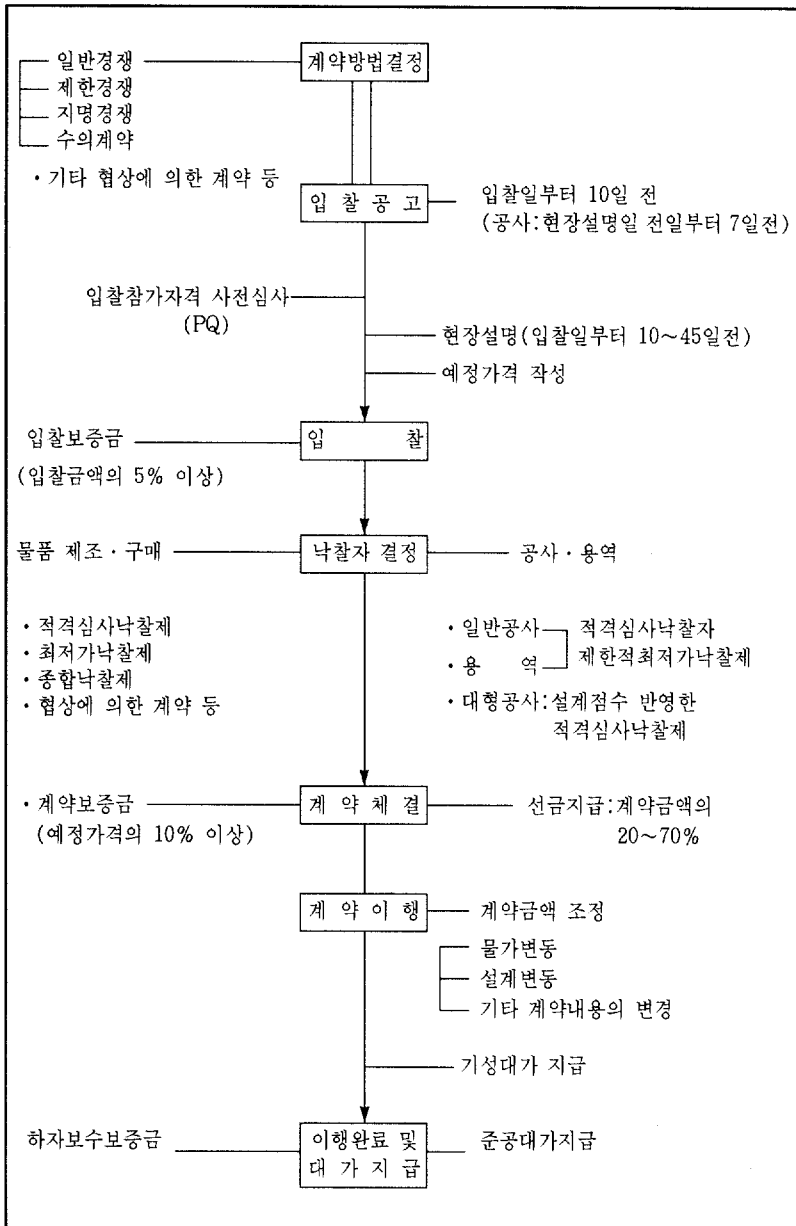 일반경쟁
계약방법결정
제한경쟁
지명경쟁
수의계약
· 기타 협상에 의한 계약 등
입 찰 공 고
입찰일부터 10일 전
(공사:현장설명일 전일부터 7일전)
입찰참가자격 사전심사
(PQ)
현장설명(입찰일부터 10~45일전)
예정가격 작성
입찰보증금
(입찰금액의 5% 이상)
입 찰
물품 제조 · 구매
낙찰자 결정
공사 · 용역
· 적격심사낙찰제
· 최저가낙찰제
· 종합낙찰제
· 협상에 의한 계약 등
· 일반공사
· 용 역
적격심사낙찰자
제한적최저가낙찰제
· 대형공사:설계점수 반영한
적격심사낙찰제
· 계약보증금
(예정가격의 10% 이상)
계 약 체 결
선금지급:계약금액의
20~70%
계 약 이 행
계약금액 조정
물가변동
설계변동
기타 계약내용의 변경
기성대가 지급
하자보수보증금
이행완료 및
대 가 지 급
준공대가지급